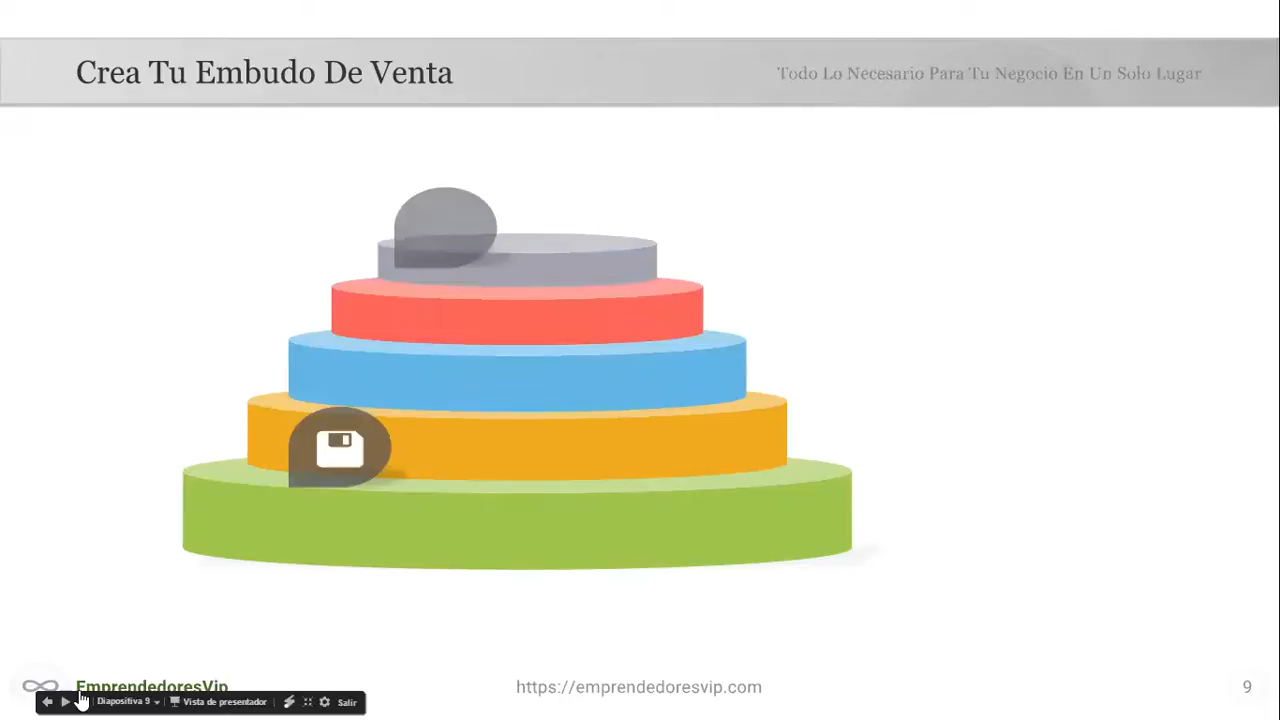 Crea Tu Embudo De Venta
Todo Lo Necesario Para Tu Negocio En Un Solo Lugar
EmprendedoresVip
https://emprendedoresvip.com
9
Diapositiva 9
Vista de presentador
Salir